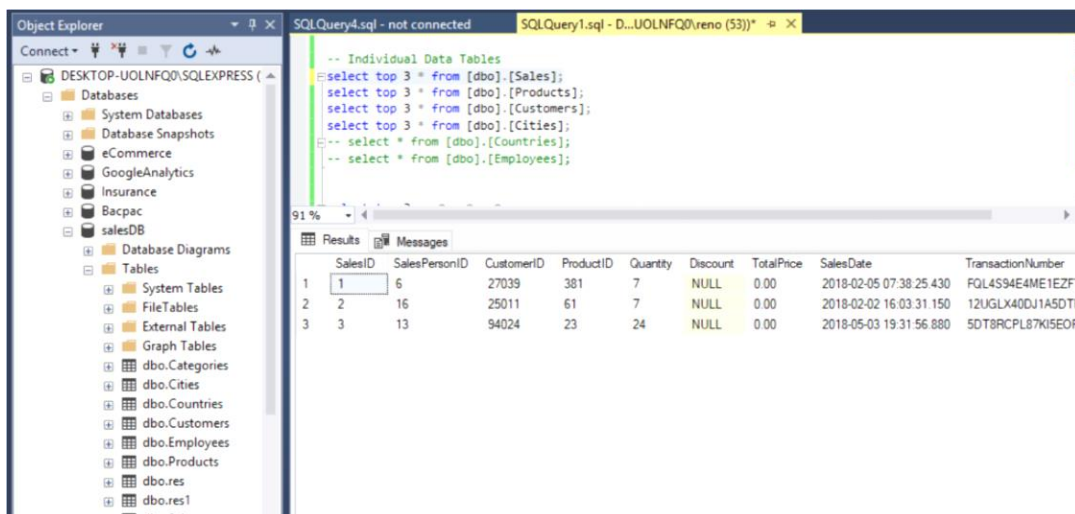 Object Explorer
Connect
DESKTOP-UOLNFQ0\SQLEXPRESS (
Databases
System Databases
Database Snapshots
eCommerce
GoogleAnalytics
Insurance
Bacpac
salesDB
Database Diagrams
Tables
System Tables
FileTables
External Tables
Graph Tables
dbo.Categories
dbo.Cities
dbo.Countries
dbo.Customers
dbo.Employees
dbo.Products
dbo.res
dbo.res1
SQLQuery4.sql - not connected
SQLQuery1.sql - D...UOLNFQ0\reno (53))*
-- Individual Data Tables
select top 3 * from [dbo].[Sales];
select top 3 * from [dbo].[Products];
select top 3 * from [dbo].[Customers];
select top 3 * from [dbo].[Cities];
-- select * from [dbo].[Countries];
-- select * from [dbo].[Employees];
91 %
Results Messages
SalesID SalesPersonID CustomerID ProductID Quantity Discount TotalPrice SalesDate TransactionNumber
1 1 6 27039 381 7 NULL 0.00 2018-02-05 07:38:25.430 FQL4S94E4ME1EZF
2 2 16 25011 61 7 NULL 0.00 2018-02-02 16:03:31.150 12UGLX40DJ1A5DT
3 3 13 94024 23 24 NULL 0.00 2018-05-03 19:31:56.880 5DT8RCPL87KI5EO